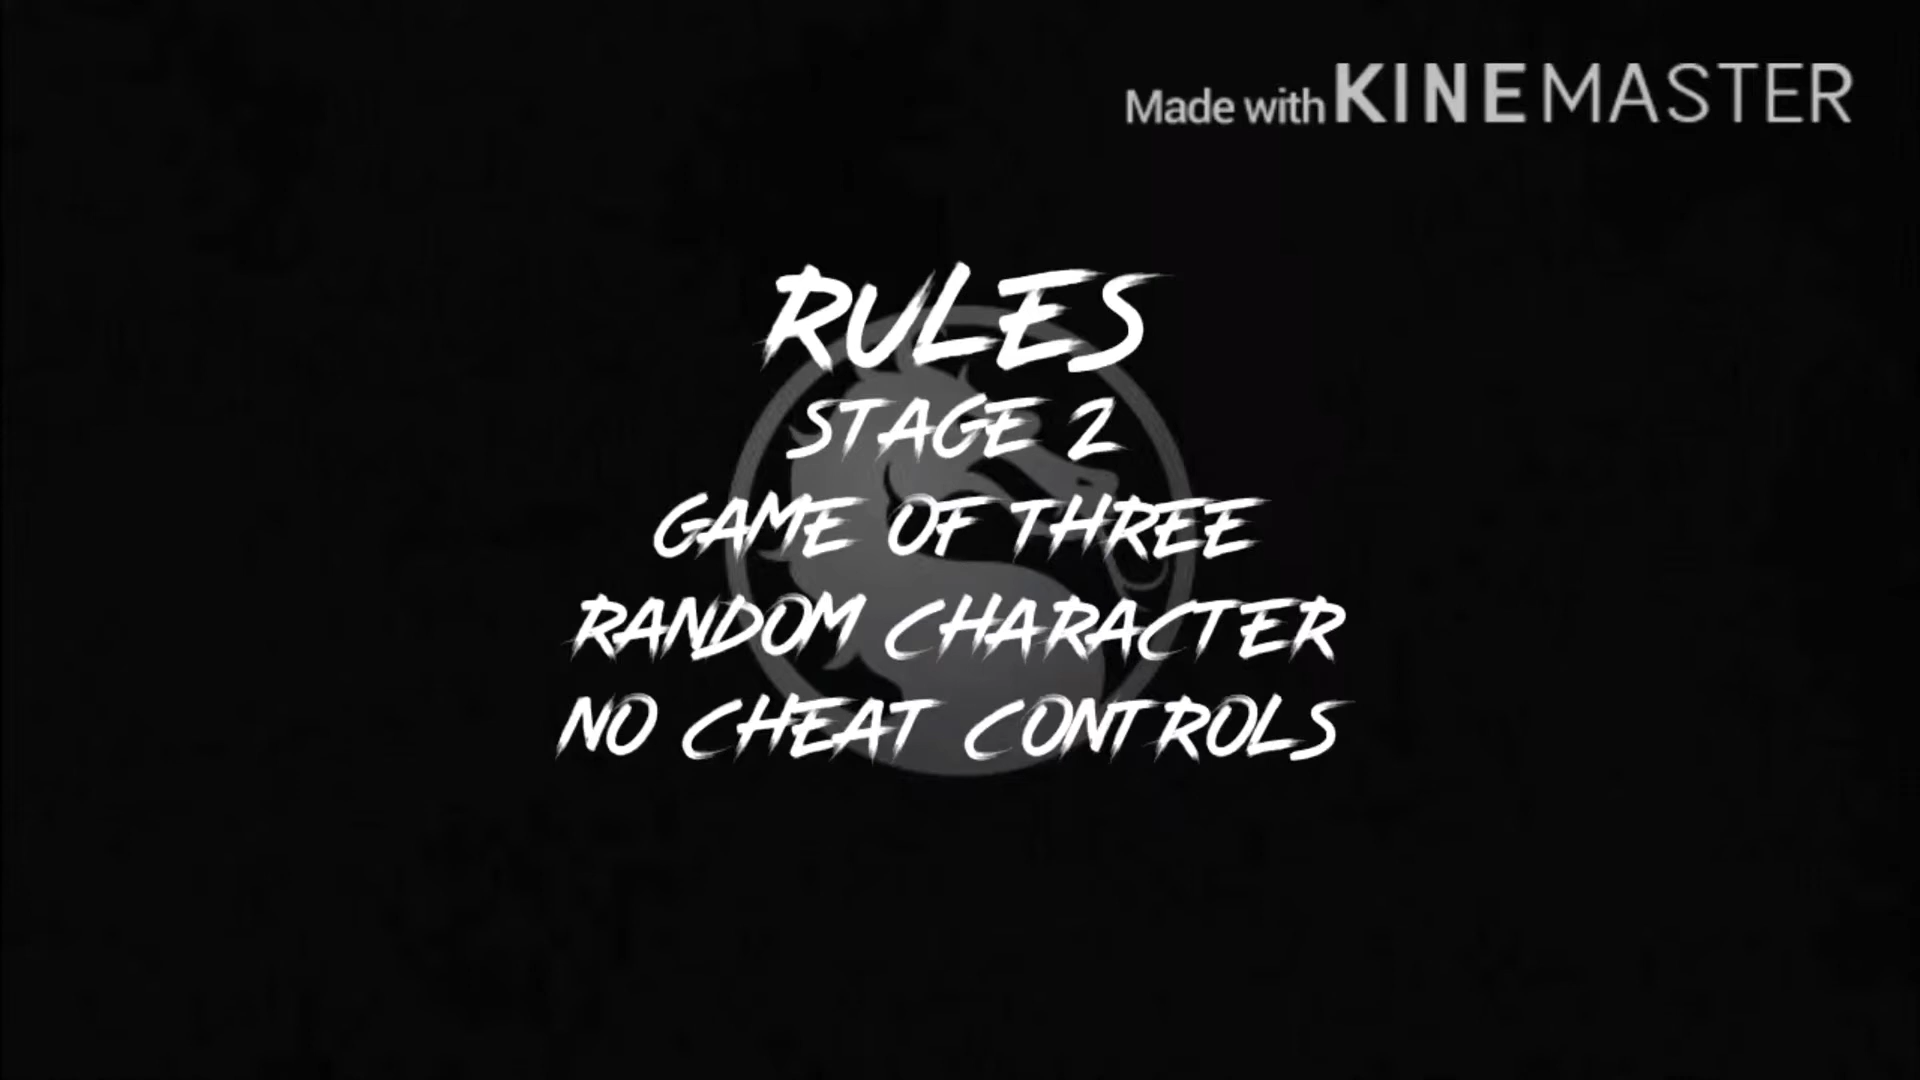 Made with KINEMASTER
RULES
STAGE 2
GAME OF THREE
RANDOM CHARACTER
NO CHEAT CONTROLS